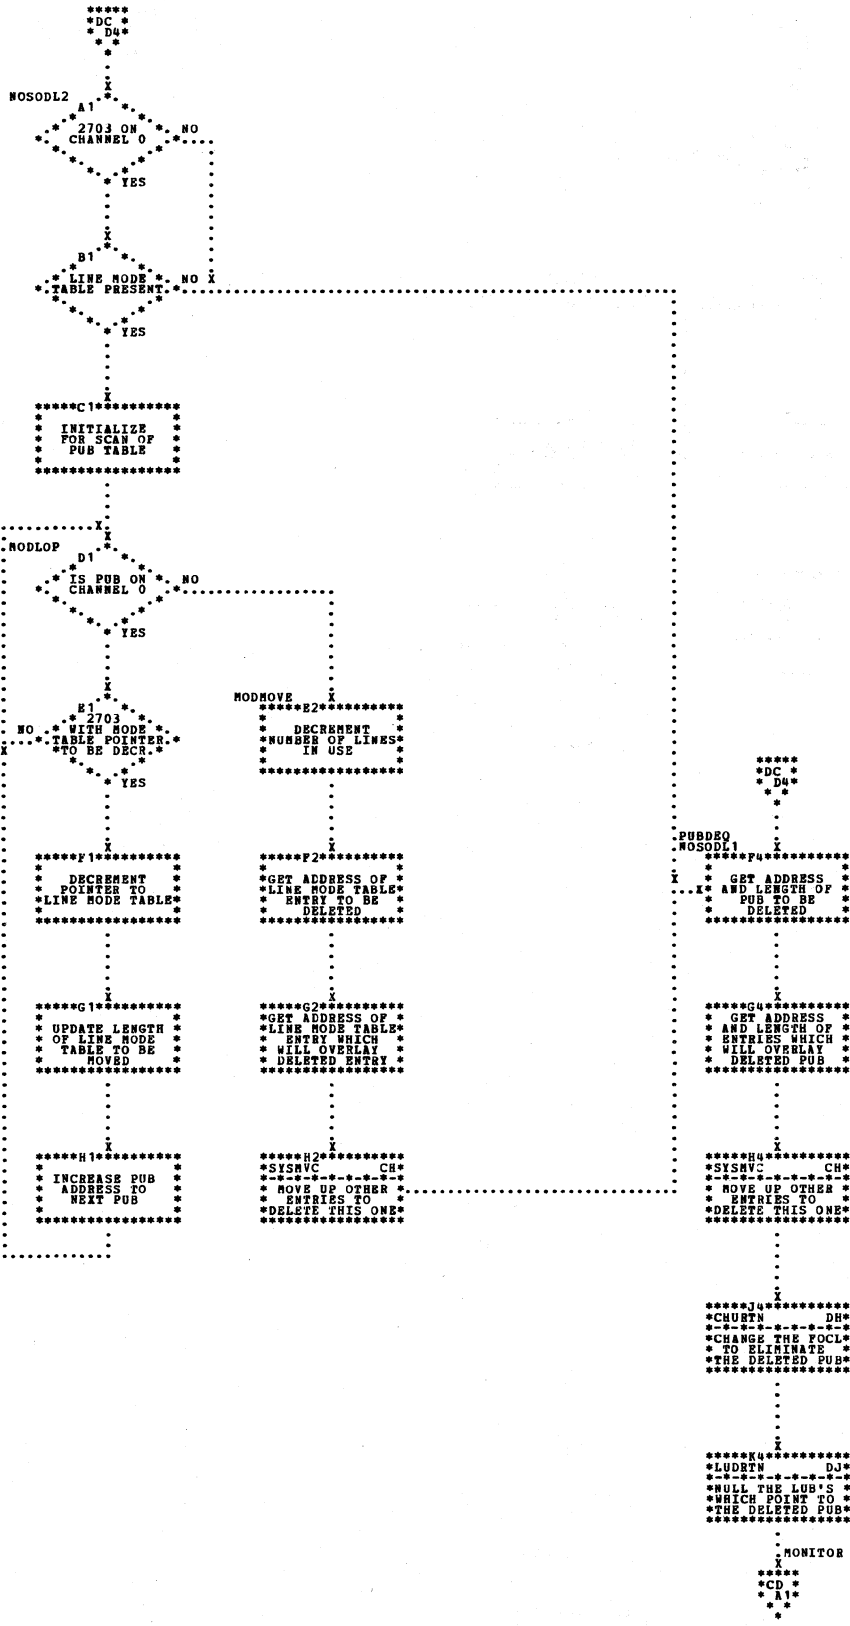 DC
D4
NOSODL2
A1
2703 ON
CHANNEL 0
NO
YES
B1
LINE MODE
TABLE PRESENT
NO
YES
C1
INITIALIZE
FOR SCAN OF
PUB TABLE
MODLOP
D1
IS PUB ON
CHANNEL 0
NO
YES
E1
2703
WITH MODE
TABLE POINTER
TO BE DECR.
NO
YES
F1
DECREMENT
POINTER TO
LINE MODE TABLE
G1
UPDATE LENGTH
OF LINE MODE
TABLE TO BE
MOVED
H1
INCREASE PUB
ADDRESS TO
NEXT PUB
MODMOVE
E2
DECREMENT
NUMBER OF LINES
IN USE
F2
GET ADDRESS OF
LINE MODE TABLE
ENTRY TO BE
DELETED
G2
GET ADDRESS OF
LINE MODE TABLE
ENTRY WHICH
WILL OVERLAY
DELETED ENTRY
H2
SYSMVC CH
MOVE UP OTHER
ENTRIES TO
DELETE THIS ONE
DC
D4
PUBDEQ
NOSODL1
F4
GET ADDRESS
AND LENGTH OF
PUB TO BE
DELETED
G4
GET ADDRESS
AND LENGTH OF
ENTRIES WHICH
WILL OVERLAY
DELETED PUB
H4
SYSMVC CH
MOVE UP OTHER
ENTRIES TO
DELETE THIS ONE
J4
CHURTN DH
CHANGE THE FOCL
TO ELIMINATE
THE DELETED PUB
K4
LUDRTN DJ
NULL THE LUB'S
WHICH POINT TO
THE DELETED PUB
MONITOR
CD
A1